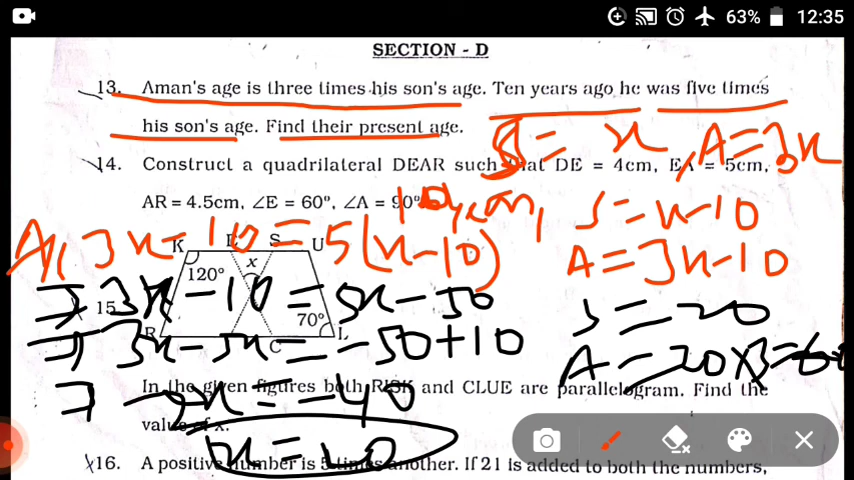 63% 12:35
SECTION - D
13. Aman's age is three times his son's age. Ten years ago he was five times
his son's age. Find their present age.
S = x, A = 3x
14. Construct a quadrilateral DEAR such that DE = 4cm, EA = 5cm,
AR = 4.5cm, ∠E = 60°, ∠A = 90°
S = x-10
A = 3x-10
3x-10 = 5(x-10)
K E S U
x
120°
15
70°
R C L
⇒ 3x-10 = 5x-50
⇒ 3x-5x = -50+10
⇒ -2x = -40
x = 20
S = 20
A = 20×3=60
In the given figures both RISK and CLUE are parallelogram. Find the
value of x.
16. A positive number is 5 times another. If 21 is added to both the numbers,